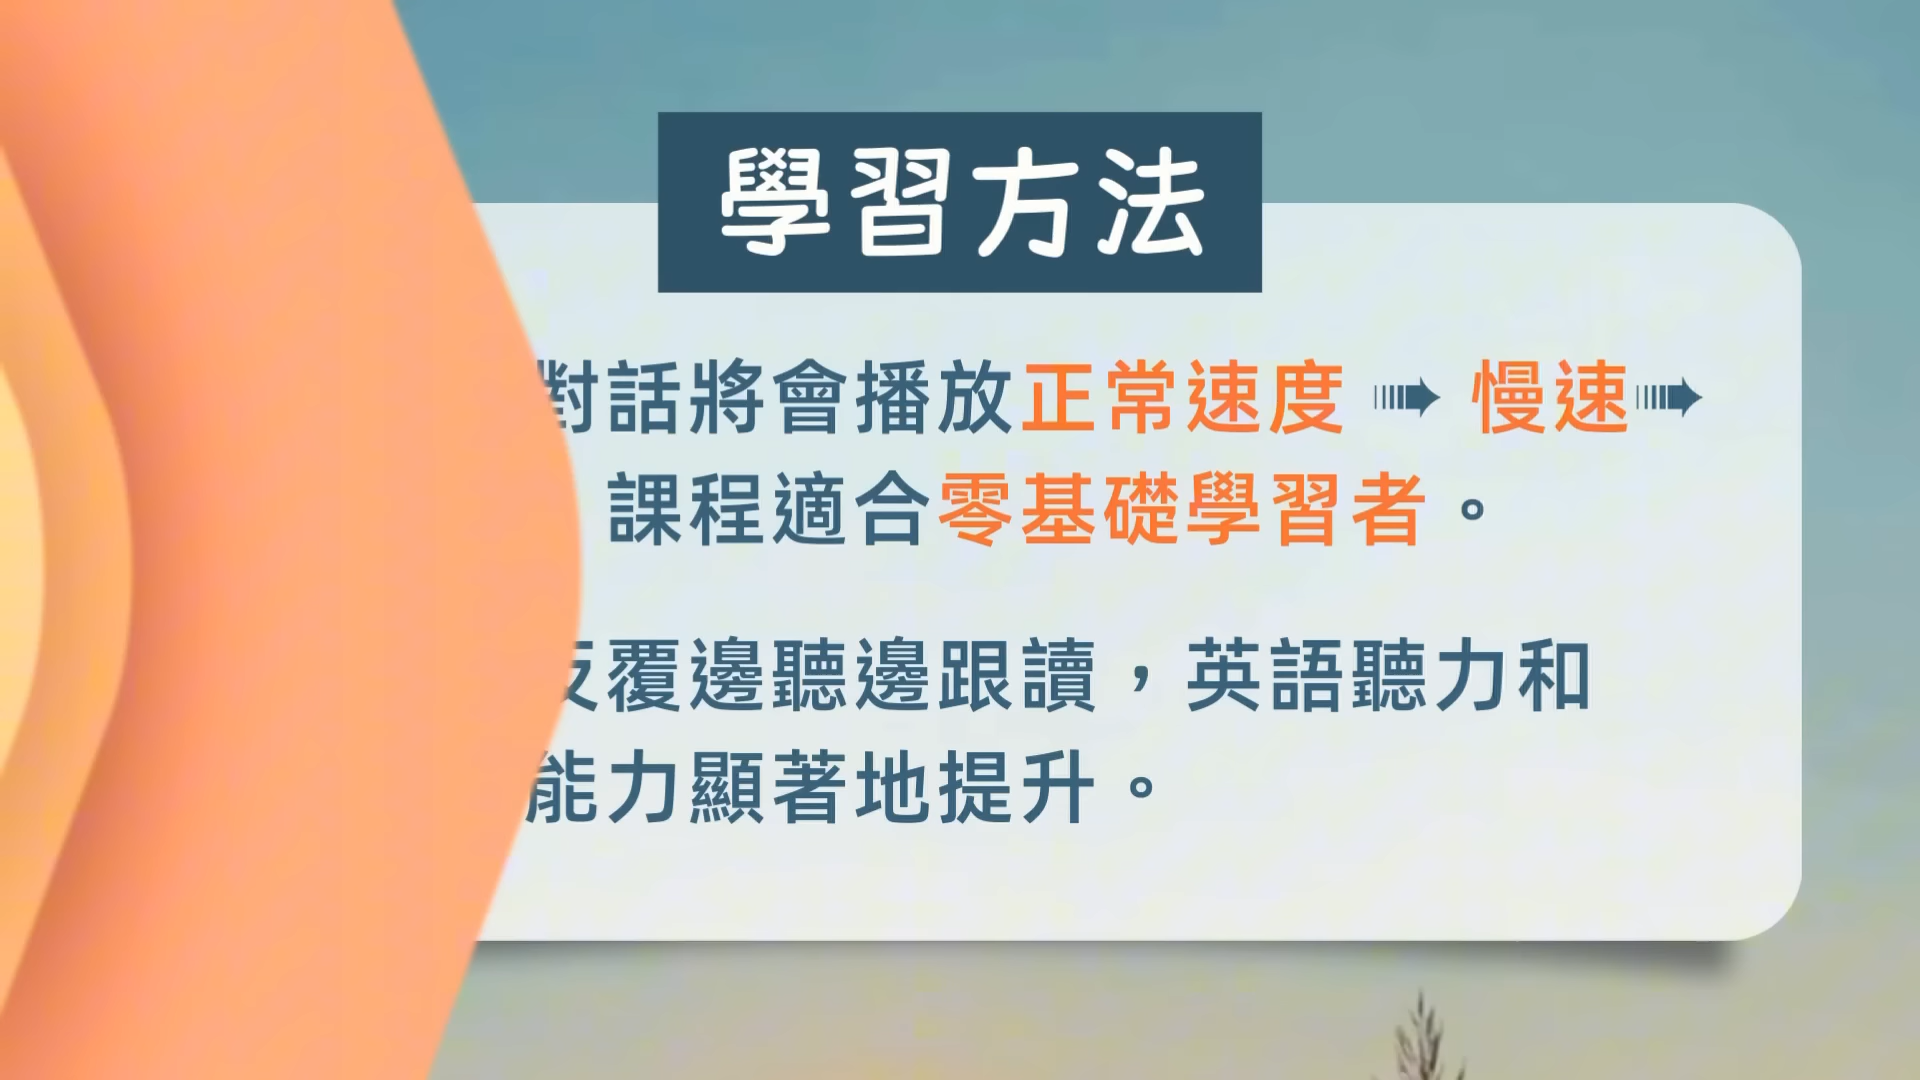 學習方法
對話將會播放正常速度 ➠ 慢速➠
課程適合零基礎學習者。
反覆邊聽邊跟讀，英語聽力和
能力顯著地提升。